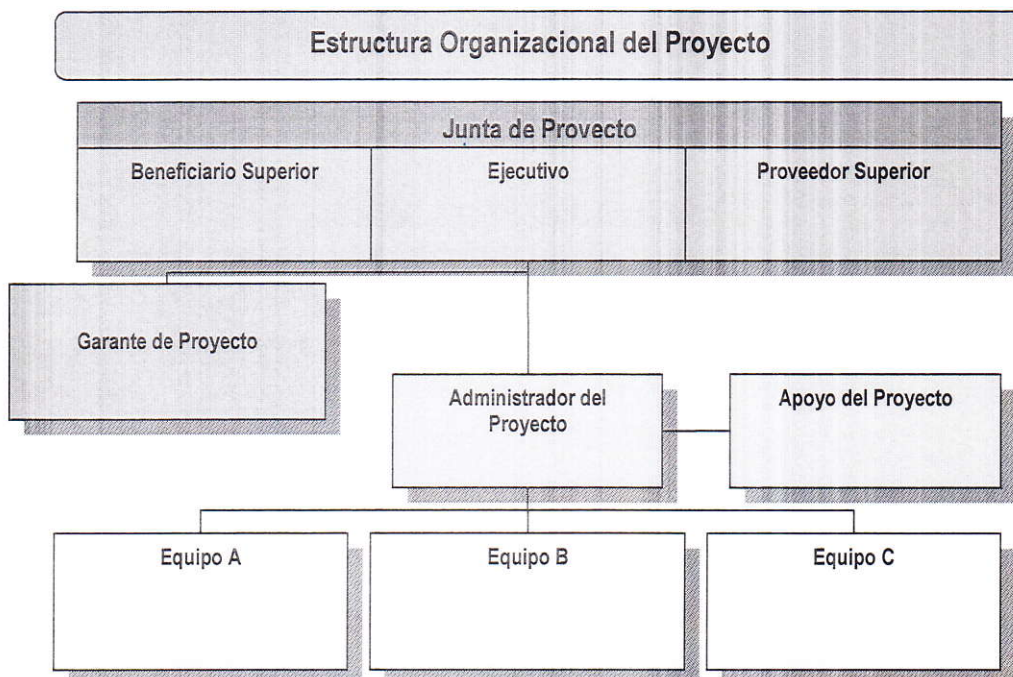 Estructura Organizacional del Proyecto
Junta de Proyecto
Beneficiario Superior
Ejecutivo
Proveedor Superior
Garante de Proyecto
Administrador del
Proyecto
Apoyo del Proyecto
Equipo A
Equipo B
Equipo C